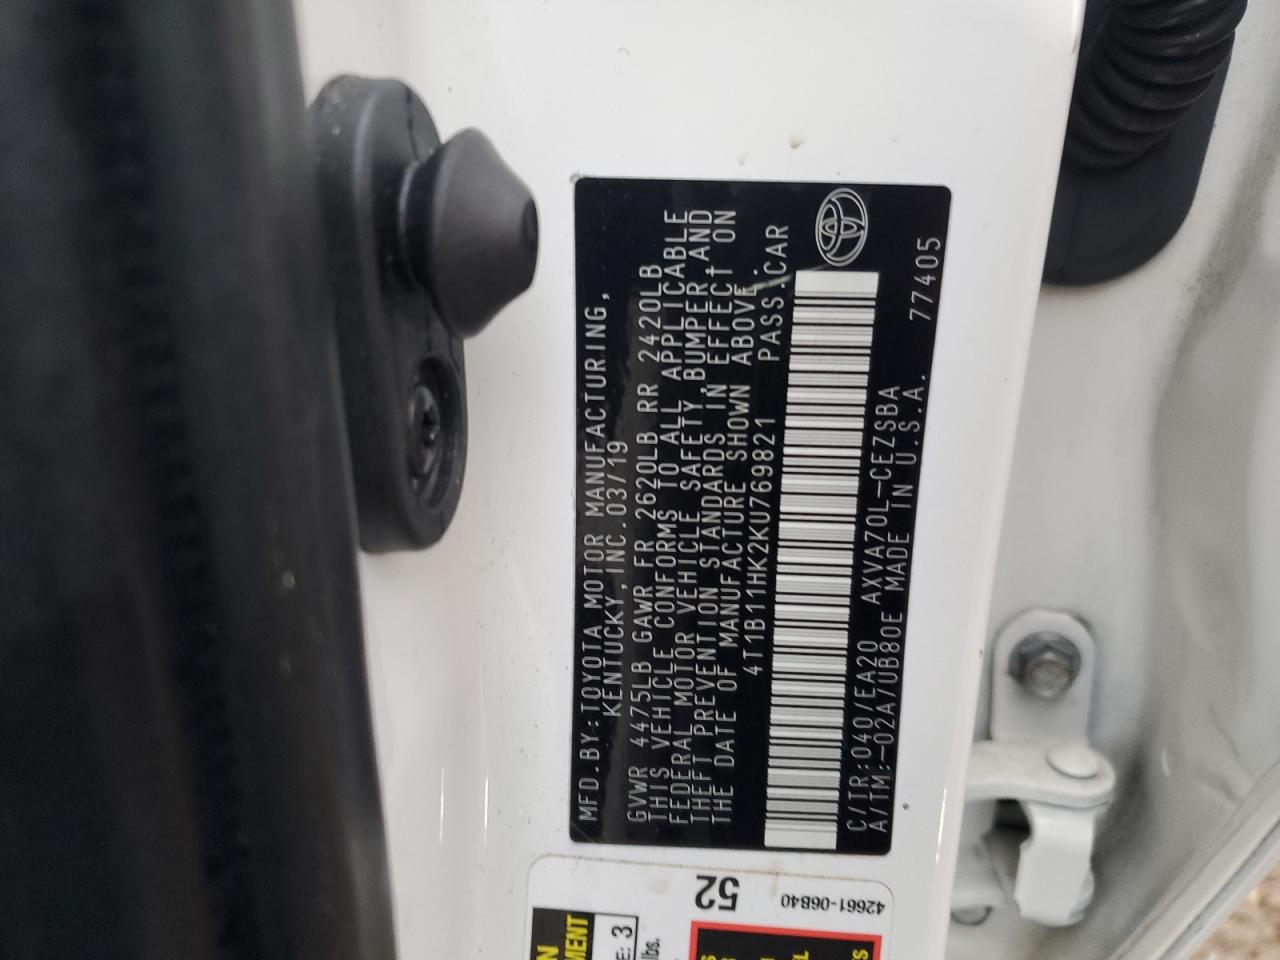 MFD.BY:TOYOTA MOTOR MANUFACTURING,
KENTUCKY,INC.03/19
GVWR 4475LB GAWR FR 2620LB RR 2420LB
THIS VEHICLE CONFORMS TO ALL APPLICABLE
FEDERAL MOTOR VEHICLE SAFETY,BUMPER,AND
THEFT PREVENTION STANDARDS IN EFFECT ON
THE DATE OF MANUFACTURE SHOWN ABOVE.
4T1B11HK2KU769821 PASS.CAR
C/TR:040/EA20 AXVA70L-CEZSBA
A/TM:-02A/UB80E MADE IN U.S.A. 77405
52
42661-06B40
3
lbs.